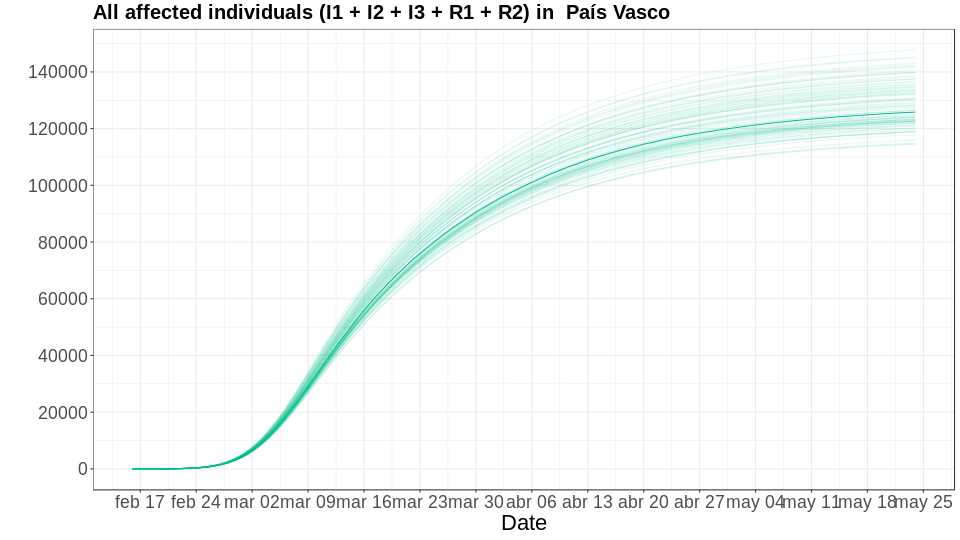 All affected individuals (I1 + I2 + I3 + R1 + R2) in  País Vasco
140000
120000
100000
80000
60000
40000
20000
0
feb 17 feb 24 mar 02 mar 09 mar 16 mar 23 mar 30 abr 06 abr 13 abr 20 abr 27 may 04 may 11 may 18 may 25
Date